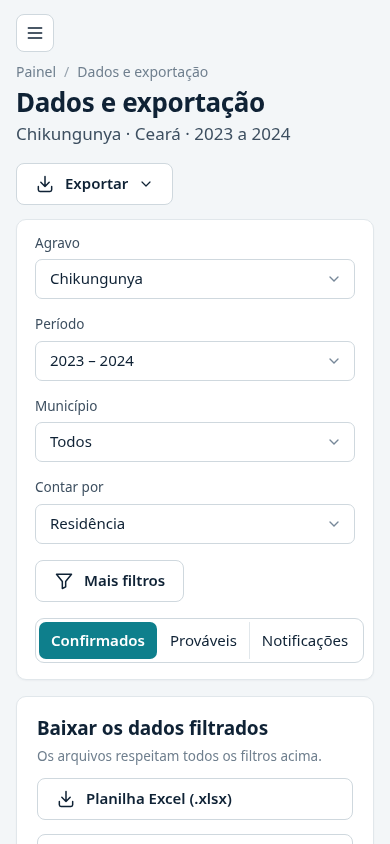 Painel / Dados e exportação
Dados e exportação
Chikungunya · Ceará · 2023 a 2024
Exportar
Agravo
Chikungunya
Período
2023 – 2024
Município
Todos
Contar por
Residência
Mais filtros
Confirmados Prováveis Notificações
Baixar os dados filtrados
Os arquivos respeitam todos os filtros acima.
Planilha Excel (.xlsx)